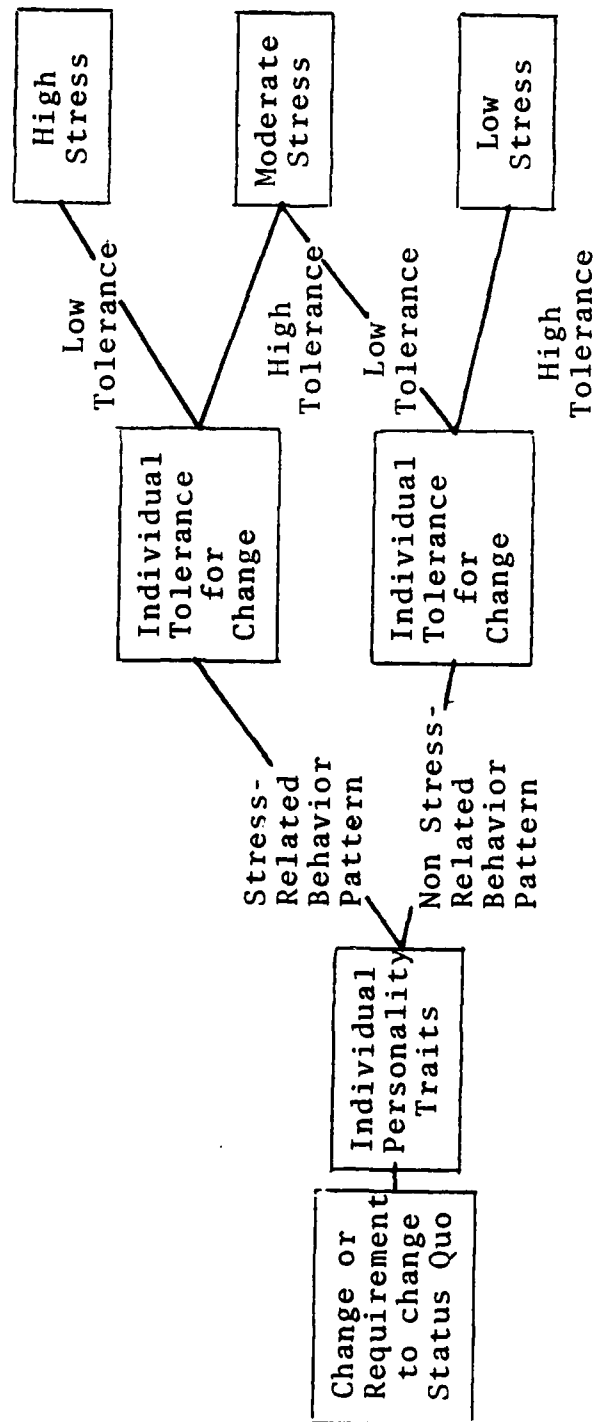 Change or
Requirement
to change
Status Quo
Individual
Personality
Traits
Stress-
Related
Behavior
Pattern
Non Stress-
Related
Behavior
Pattern
Individual
Tolerance
for
Change
Individual
Tolerance
for
Change
Low
Tolerance
High
Tolerance
Low
Tolerance
High
Tolerance
High
Stress
Moderate
Stress
Low
Stress